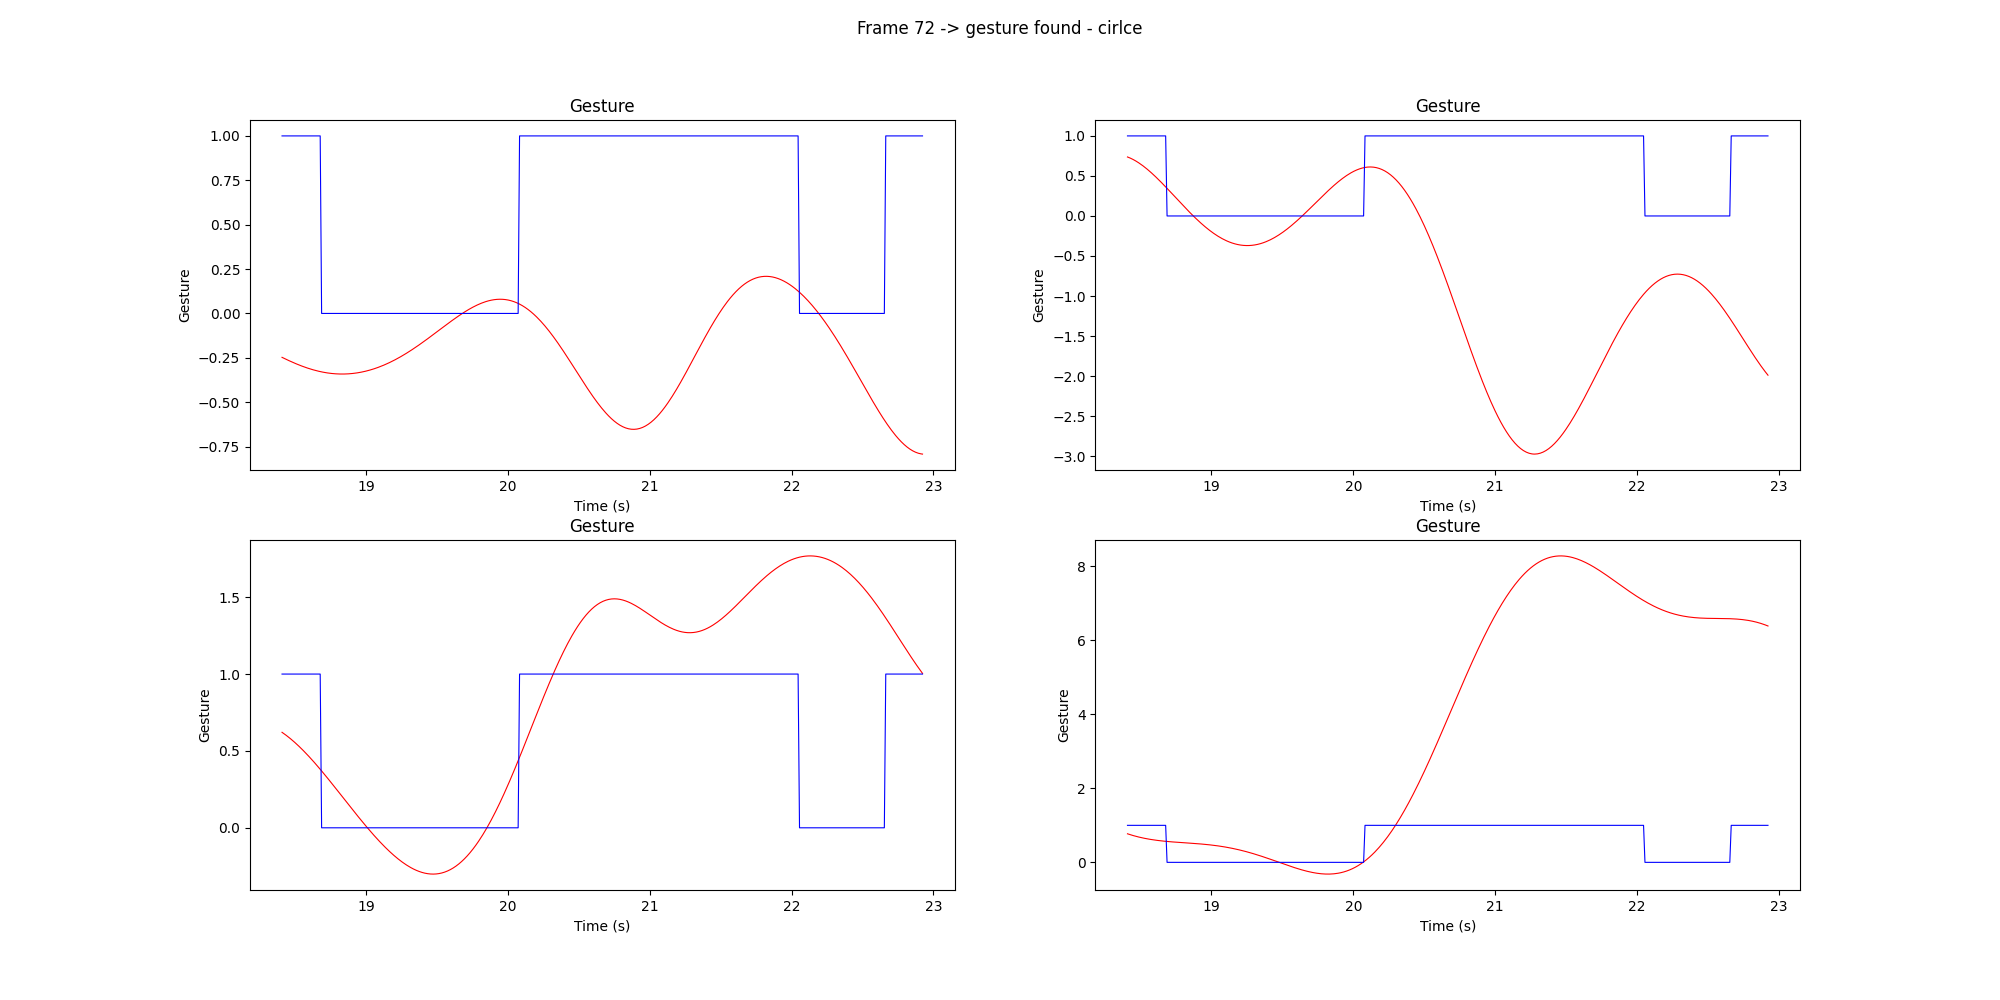 Frame 72 -> gesture found - cirlce
Gesture
1.00
0.75
0.50
0.25
0.00
−0.25
−0.50
−0.75
Gesture
19 20 21 22 23
Time (s)
Gesture
1.0
0.5
0.0
−0.5
−1.0
−1.5
−2.0
−2.5
−3.0
Gesture
19 20 21 22 23
Time (s)
Gesture
1.5
1.0
0.5
0.0
Gesture
19 20 21 22 23
Time (s)
Gesture
8
6
4
2
0
Gesture
19 20 21 22 23
Time (s)